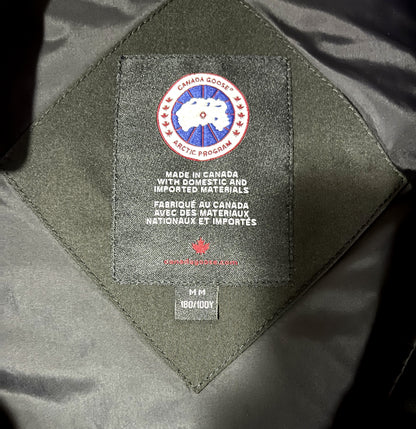 CANADA GOOSE
ARCTIC PROGRAM
MADE IN CANADA
WITH DOMESTIC AND
IMPORTED MATERIALS
FABRIQUÉ AU CANADA
AVEC DES MATERIAUX
NATIONAUX ET IMPORTÉS
M M
180/100Y